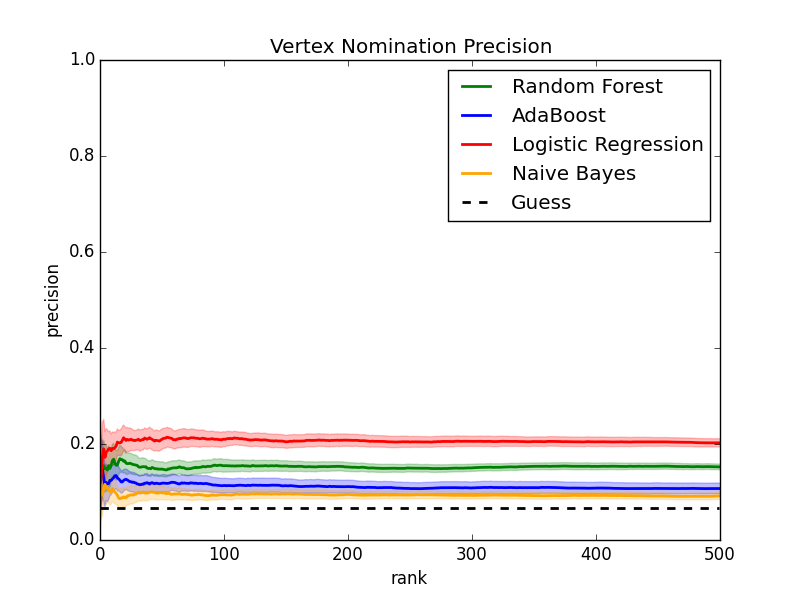 Vertex Nomination Precision
1.0
0.8
0.6
0.4
0.2
0.0
precision
Random Forest
AdaBoost
Logistic Regression
Naive Bayes
Guess
0 100 200 300 400 500
rank